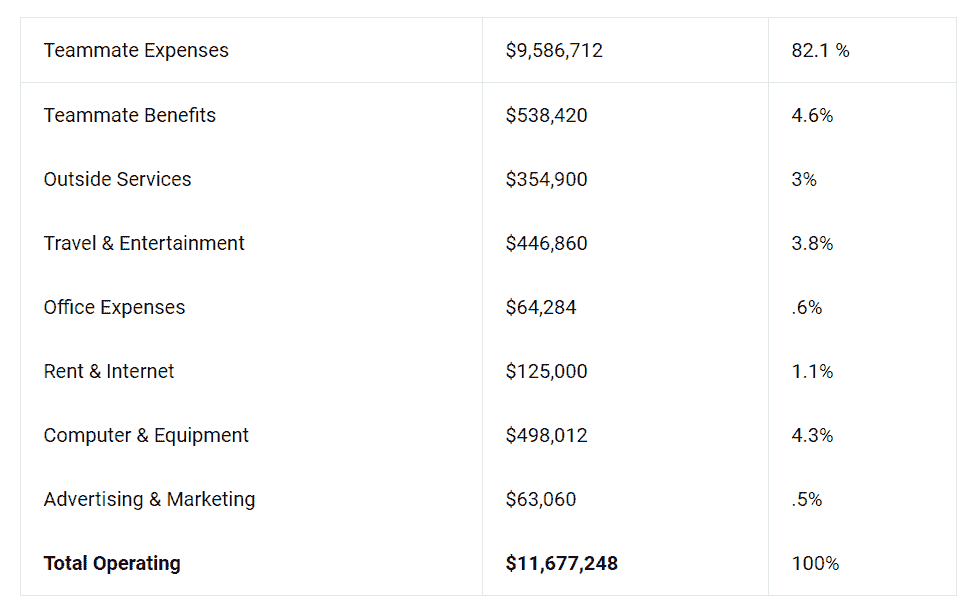 Teammate Expenses $9,586,712 82.1 %
Teammate Benefits $538,420 4.6%
Outside Services $354,900 3%
Travel & Entertainment $446,860 3.8%
Office Expenses $64,284 .6%
Rent & Internet $125,000 1.1%
Computer & Equipment $498,012 4.3%
Advertising & Marketing $63,060 .5%
Total Operating $11,677,248 100%